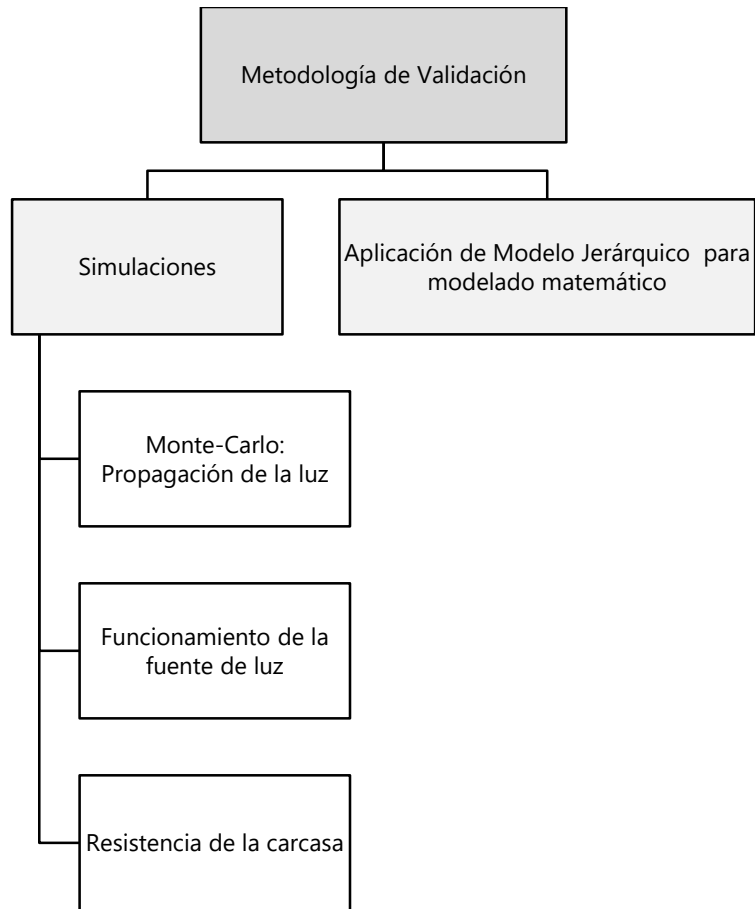 Metodología de Validación
Simulaciones
Aplicación de Modelo Jerárquico  para
modelado matemático
Monte-Carlo:
Propagación de la luz
Funcionamiento de la
fuente de luz
Resistencia de la carcasa